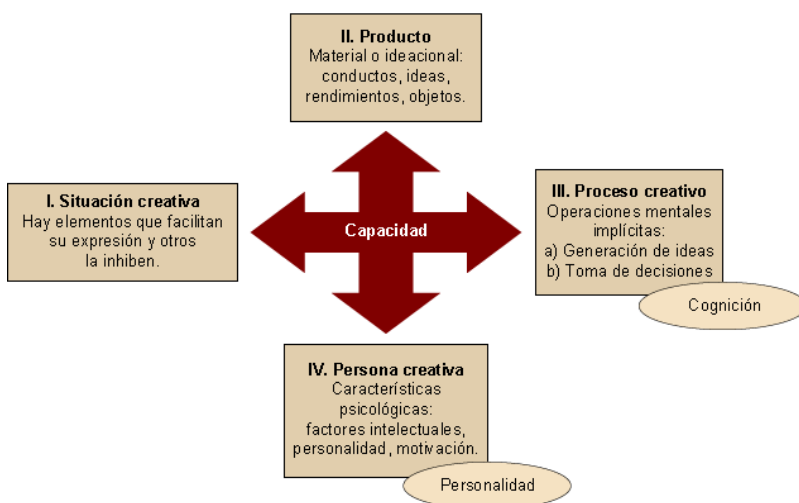 II. Producto
Material o ideacional:
conductos, ideas,
rendimientos, objetos.
I. Situación creativa
Hay elementos que facilitan
su expresión y otros
la inhiben.
Capacidad
III. Proceso creativo
Operaciones mentales
implícitas:
a) Generación de ideas
b) Toma de decisiones
Cognición
IV. Persona creativa
Características
psicológicas:
factores intelectuales,
personalidad, motivación.
Personalidad